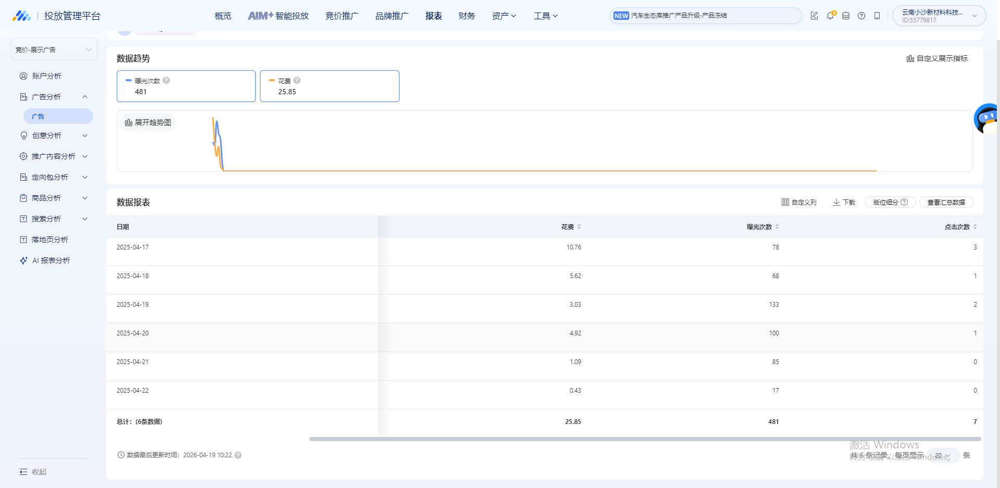 投放管理平台
概览
AIM+ 智能投放
竞价推广
品牌推广
报表
财务
资产
工具
NEW 汽车生态库推广产品升级-产品冻结
8
云南小沙新材料科技...
ID:55779817
竞价-展示广告
账户分析
广告分析
广告
创意分析
推广内容分析
定向包分析
商品分析
搜索分析
落地页分析
AI 报表分析
收起
数据趋势
自定义展示指标
曝光次数
481
花费
25.85
展开趋势图
数据报表
自定义列
下载
版位细分
查看汇总数据
日期 花费 曝光次数 点击次数
2025-04-17 10.76 78 3
2025-04-18 5.62 68 1
2025-04-19 3.03 133 2
2025-04-20 4.92 100 1
2025-04-21 1.09 85 0
2025-04-22 0.43 17 0
总计：(6条数据) 25.85 481 7
数据最后更新时间：2026-04-19 10:22
激活 Windows
转到"设置"以激活 Windows。
共 6 条记录，每页显示 20 条